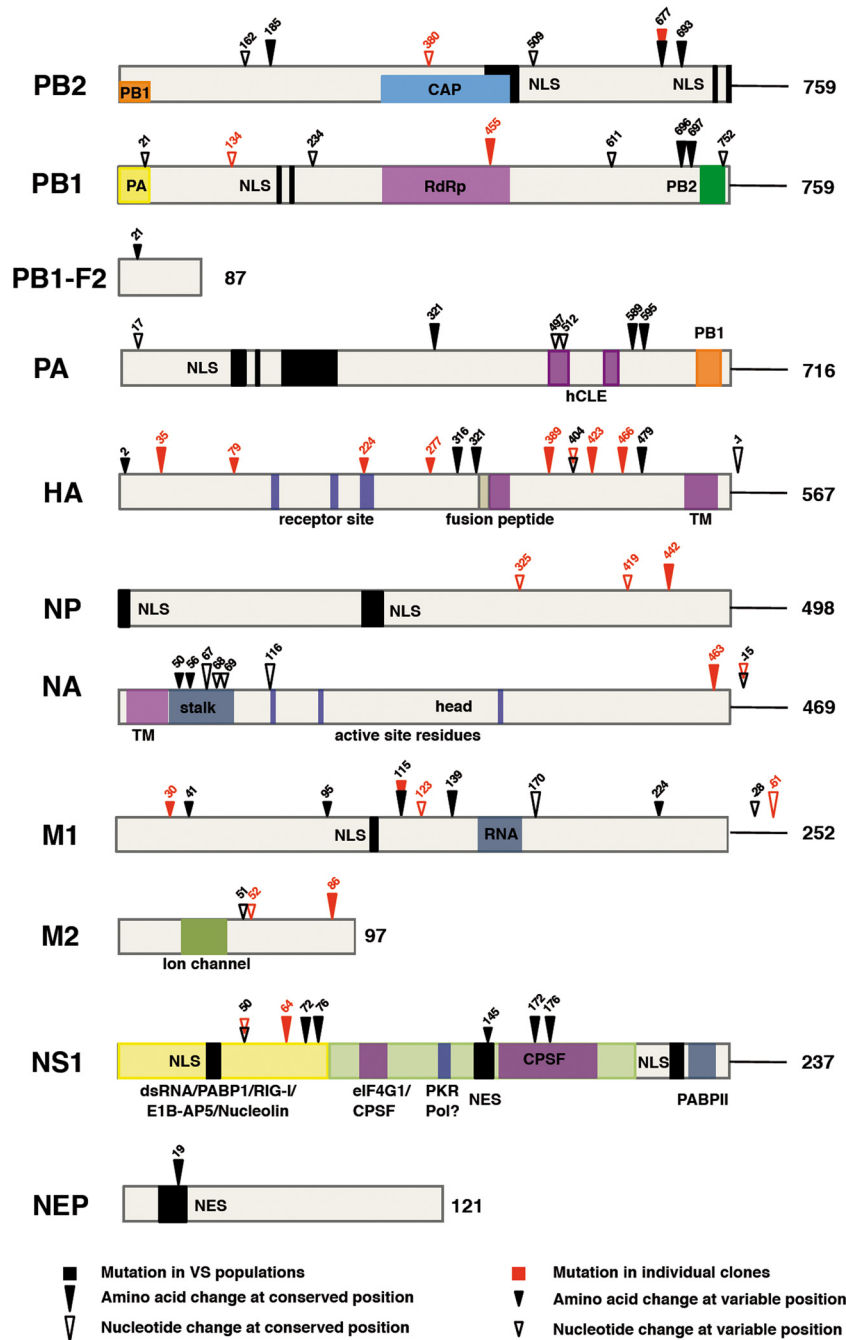 162 185 380 509 677 693
PB2 PB1 CAP NLS NLS 759
21 134 234 455 611 696 697 752
PB1 PA NLS RdRp PB2 759
21
PB1-F2 87
17 321 497 512 589 595 PB1
PA NLS 716
hCLE
2 35 79 224 277 316 321 389 404 423 466 479 -1
HA 567
receptor site fusion peptide TM
325 419 442
NP NLS NLS 498
50 56 67 68 69 116 463 -15
NA stalk head 469
TM active site residues
30 41 95 115 123 139 170 224 -28 -61
M1 NLS RNA 252
51 52 86
M2 97
Ion channel
50 64 72 76 145 172 176
NS1 NLS CPSF NLS 237
dsRNA/PABP1/RIG-I/ eIF4G1/ PKR NES PABPII
E1B-AP5/Nucleolin CPSF Pol?
19
NEP NES 121
Mutation in VS populations Mutation in individual clones
Amino acid change at conserved position Amino acid change at variable position
Nucleotide change at conserved position Nucleotide change at variable position